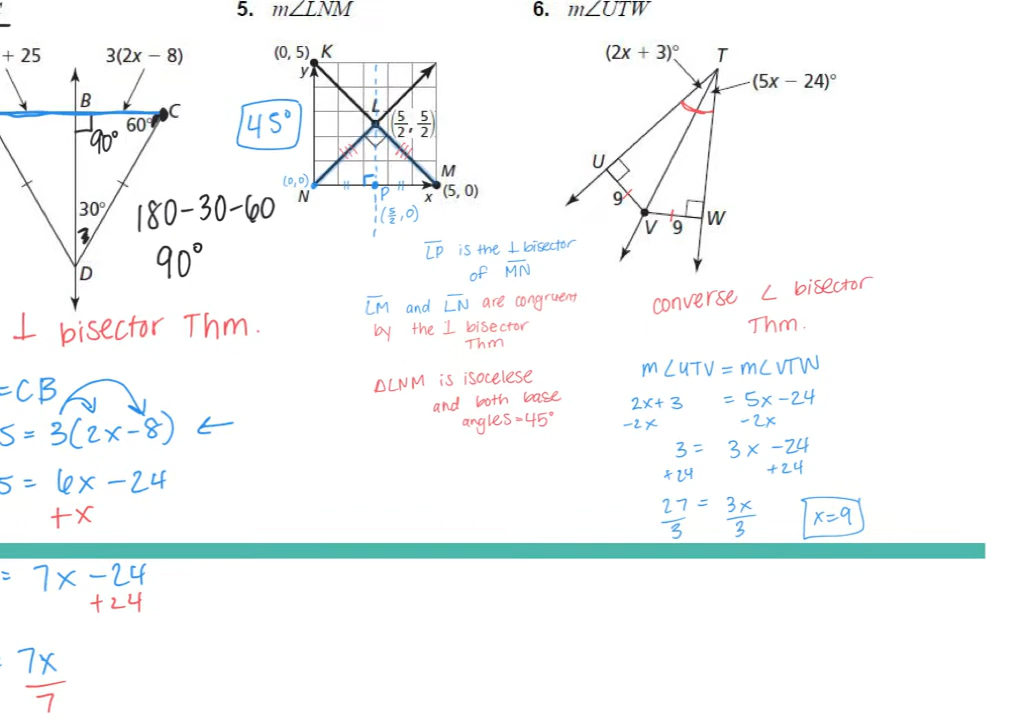 5. m∠LNM
6. m∠UTW
+ 25
3(2x − 8)
B
C
60°
90°
30°
3
D
180-30-60
90°
⊥ bisector Thm.
=CB
5 = 3(2x-8) ←
5 = 6x -24
+x
= 7x -24
+24
= 7x
7
45°
(0, 5) K
y
L
(5/2, 5/2)
(0,0)
N
P
x
M
(5, 0)
(5/2, 0)
LP is the ⊥ bisector
of MN
LM and LN are congruent
by the ⊥ bisector
Thm
ΔLNM is isocelese
and both base
angles=45°
(2x + 3)°
T
(5x − 24)°
U
9
V
9
W
converse ∠ bisector
Thm.
m∠UTV = m∠VTW
2x+3 = 5x-24
-2x -2x
3 = 3x -24
+24 +24
27 = 3x
3 3
x=9